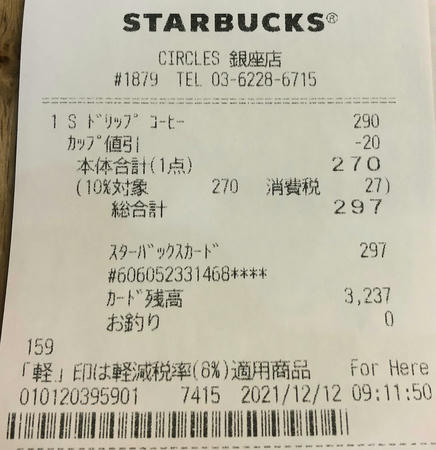 STARBUCKS®
CIRCLES 銀座店
#1879 TEL 03-6228-6715
1 S ﾄﾞﾘｯﾌﾟ ｺｰﾋｰ 290
ｶｯﾌﾟ値引 -20
本体合計(1点) 270
(10%対象 270 消費税 27)
総合計 297
ｽﾀｰﾊﾞｯｸｽｶｰﾄﾞ 297
#606052331468****
ｶｰﾄﾞ残高 3,237
お釣り 0
159
「軽」印は軽減税率(8%)適用商品 For Here
010120395901 7415 2021/12/12 09:11:50